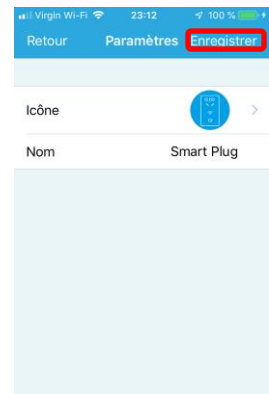 Virgin Wi-Fi 23:12 100 %
Retour Paramètres Enregistrer
Icône
Nom Smart Plug